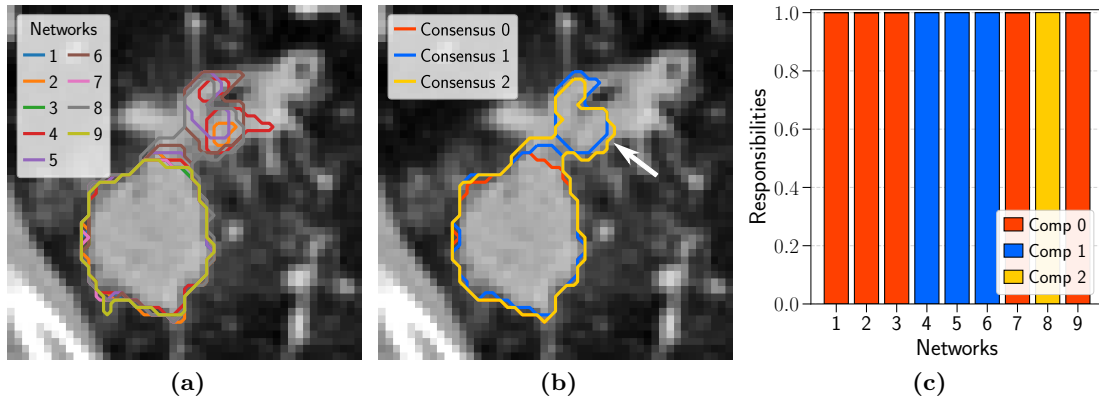 Networks
1 6
2 7
3 8
4 9
5
(a)
Consensus 0
Consensus 1
Consensus 2
(b)
Responsibilities
1.0
0.8
0.6
0.4
0.2
0.0
Comp 0
Comp 1
Comp 2
1 2 3 4 5 6 7 8 9
Networks
(c)